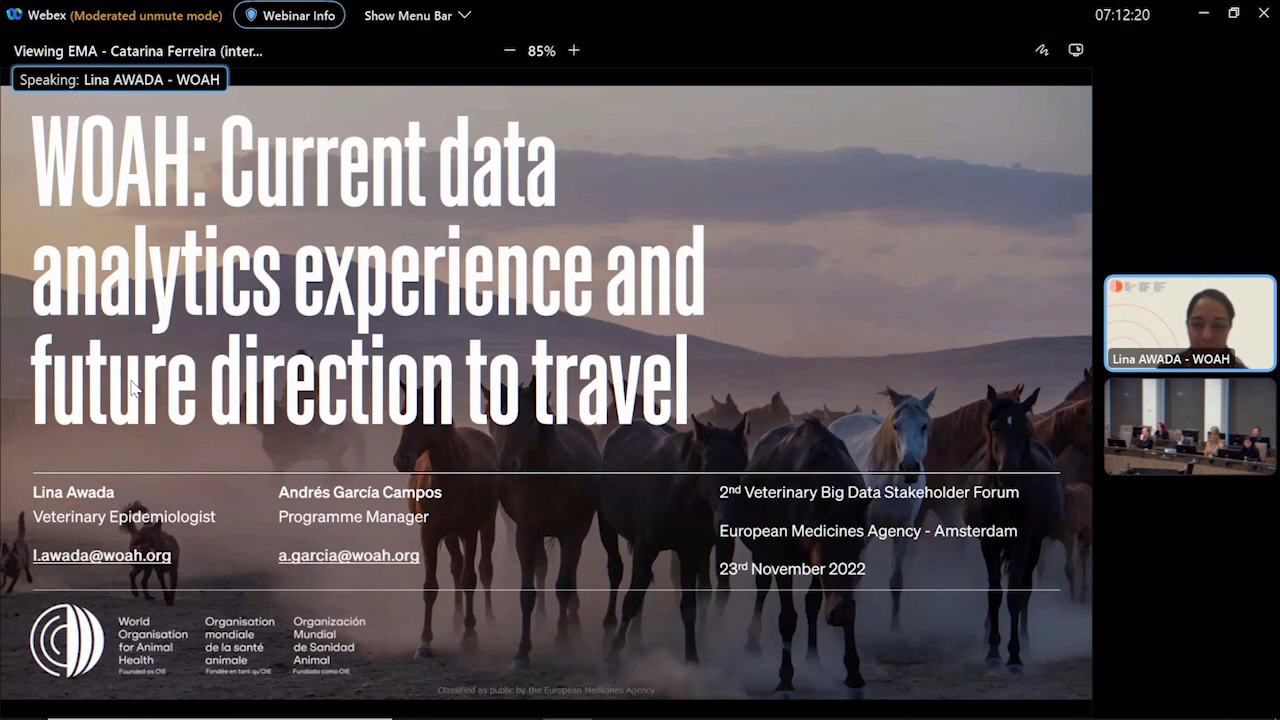 Webex (Moderated unmute mode) Webinar Info Show Menu Bar 07:12:20
Viewing EMA - Catarina Ferreira (inter... 85%
Speaking: Lina AWADA - WOAH
WOAH: Current data
analytics experience and
future direction to travel
Lina Awada
Veterinary Epidemiologist
l.awada@woah.org
Andrés García Campos
Programme Manager
a.garcia@woah.org
2nd Veterinary Big Data Stakeholder Forum
European Medicines Agency - Amsterdam
23rd November 2022
World
Organisation
for Animal
Health
Founded as OIE
Organisation
mondiale
de la santé
animale
Fondée en tant qu'OIE
Organización
Mundial
de Sanidad
Animal
Fundada como OIE
Classified as public by the European Medicines Agency
Lina AWADA - WOAH